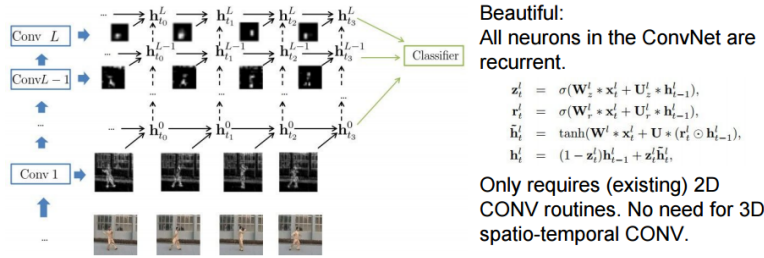 Conv L
ConvL−1
...
Conv 1
...
... h^L_{t_0} h^L_{t_1} h^L_{t_2} h^L_{t_3}
... h^{L-1}_{t_0} h^{L-1}_{t_1} h^{L-1}_{t_2} h^{L-1}_{t_3}
... ... ... ...
... h^0_{t_0} h^0_{t_1} h^0_{t_2} h^0_{t_3}
Classifier
Beautiful:
All neurons in the ConvNet are
recurrent.
z^l_t = σ(W^l_z * x^l_t + U^l_z * h^l_{t-1}),
r^l_t = σ(W^l_r * x^l_t + U^l_r * h^l_{t-1}),
h̃^l_t = tanh(W^l * x^l_t + U * (r^l_t ⊙ h^l_{t-1}),
h^l_t = (1 − z^l_t)h^l_{t-1} + z^l_t h̃^l_t,
Only requires (existing) 2D
CONV routines. No need for 3D
spatio-temporal CONV.